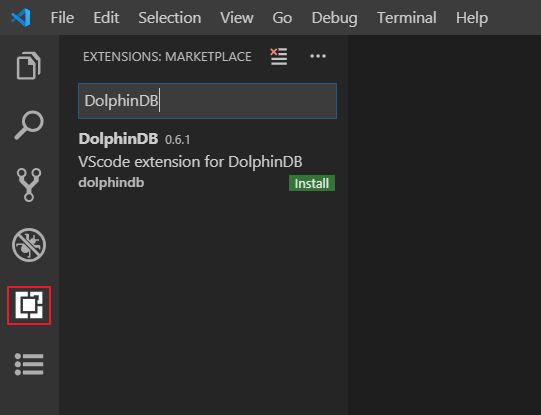 File Edit Selection View Go Debug Terminal Help
EXTENSIONS: MARKETPLACE
DolphinDB
DolphinDB 0.6.1
VScode extension for DolphinDB
dolphindb Install